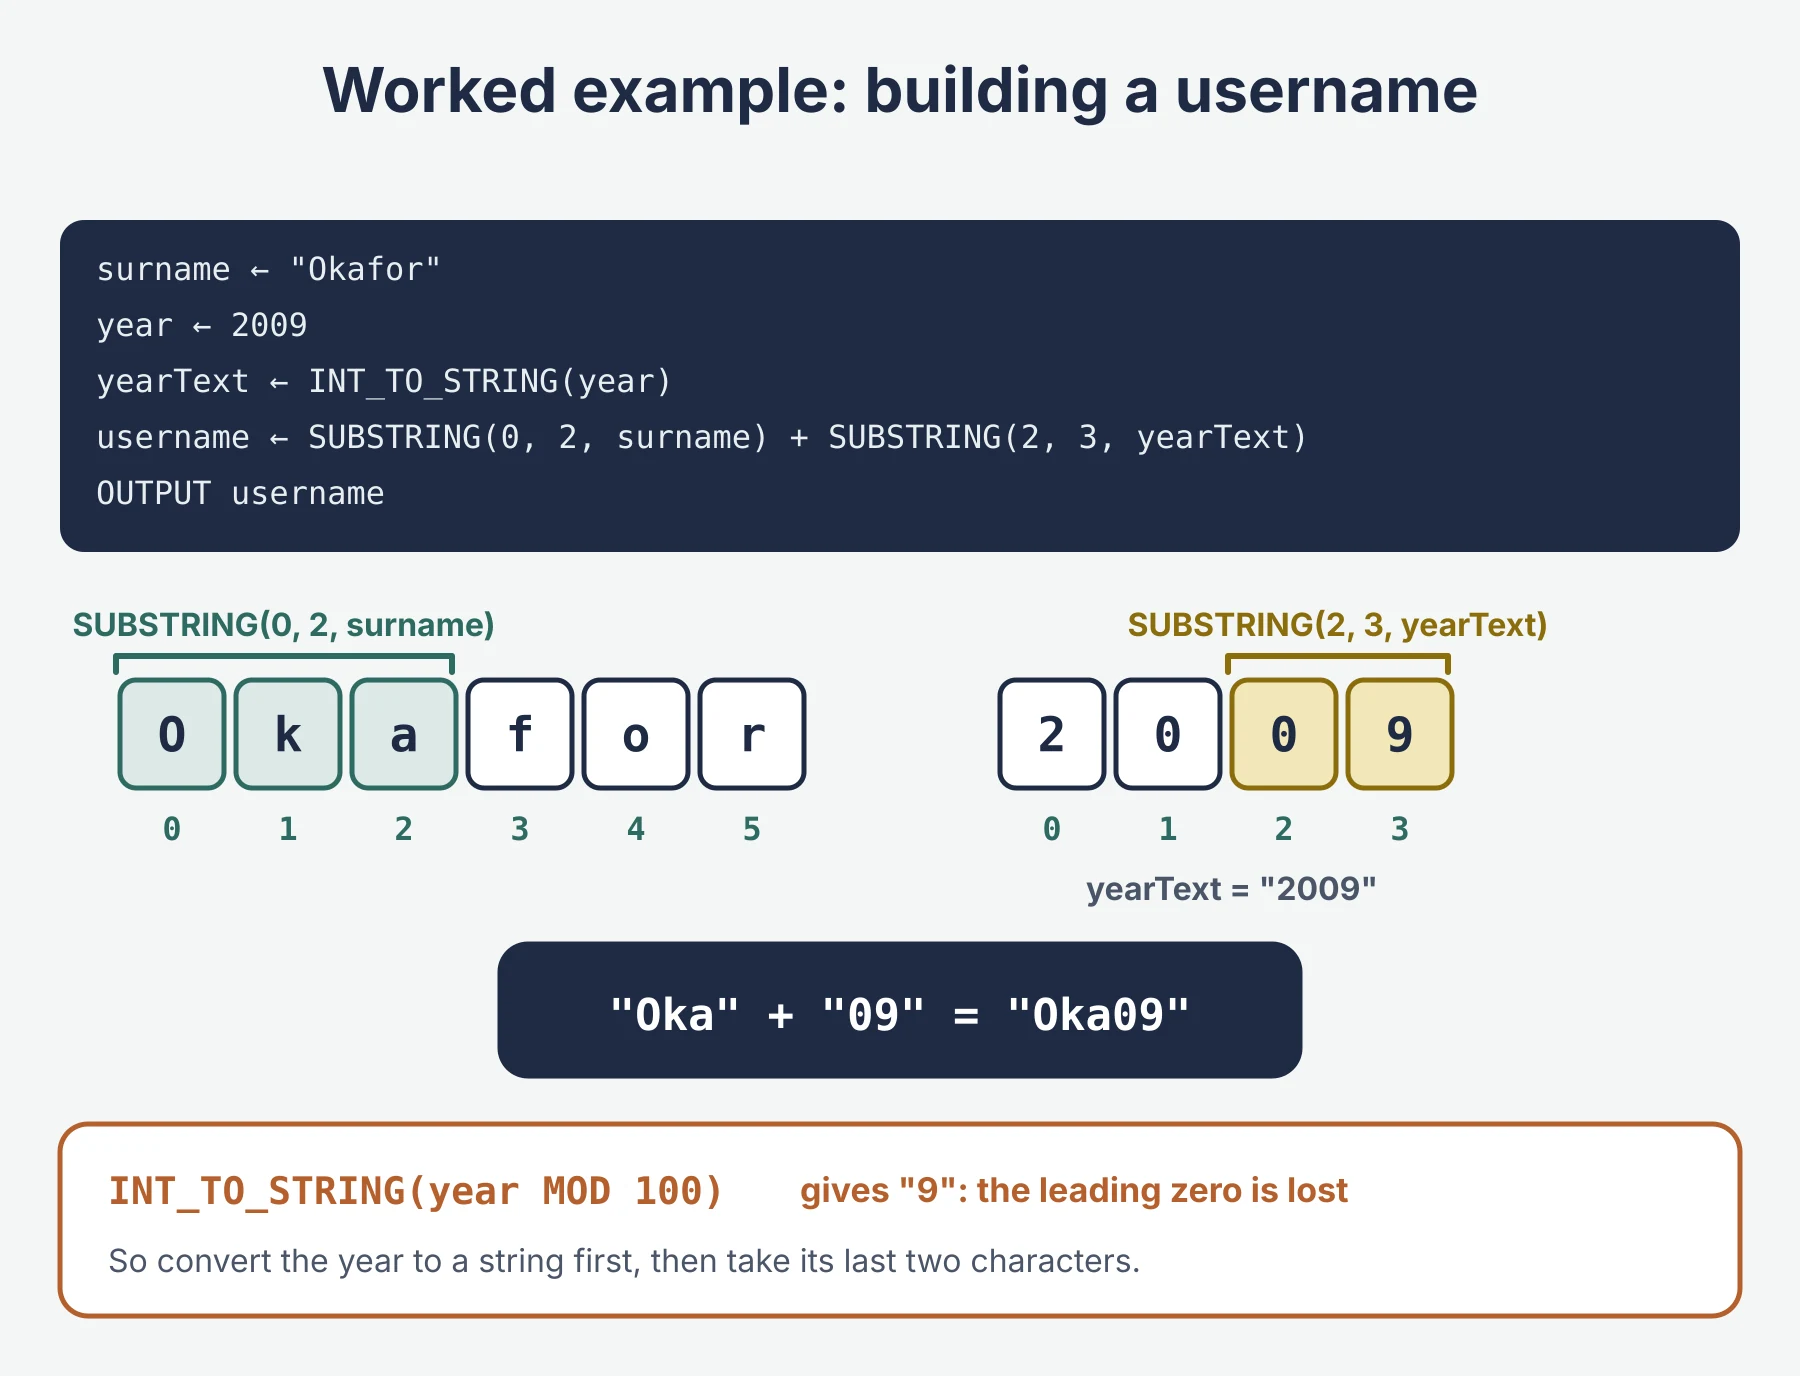 Worked example: building a username
surname ← "Okafor"
year ← 2009
yearText ← INT_TO_STRING(year)
username ← SUBSTRING(0, 2, surname) + SUBSTRING(2, 3, yearText)
OUTPUT username
SUBSTRING(0, 2, surname)
O k a f o r
0 1 2 3 4 5
SUBSTRING(2, 3, yearText)
2 0 0 9
0 1 2 3
yearText = "2009"
"Oka" + "09" = "Oka09"
INT_TO_STRING(year MOD 100) gives "9": the leading zero is lost
So convert the year to a string first, then take its last two characters.